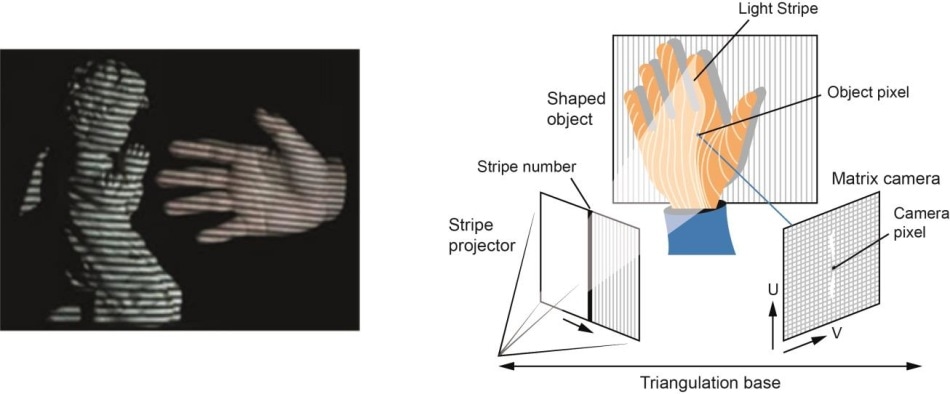 Light Stripe
Shaped
object
Object pixel
Stripe number
Matrix camera
Stripe
projector
Camera
pixel
U
V
Triangulation base